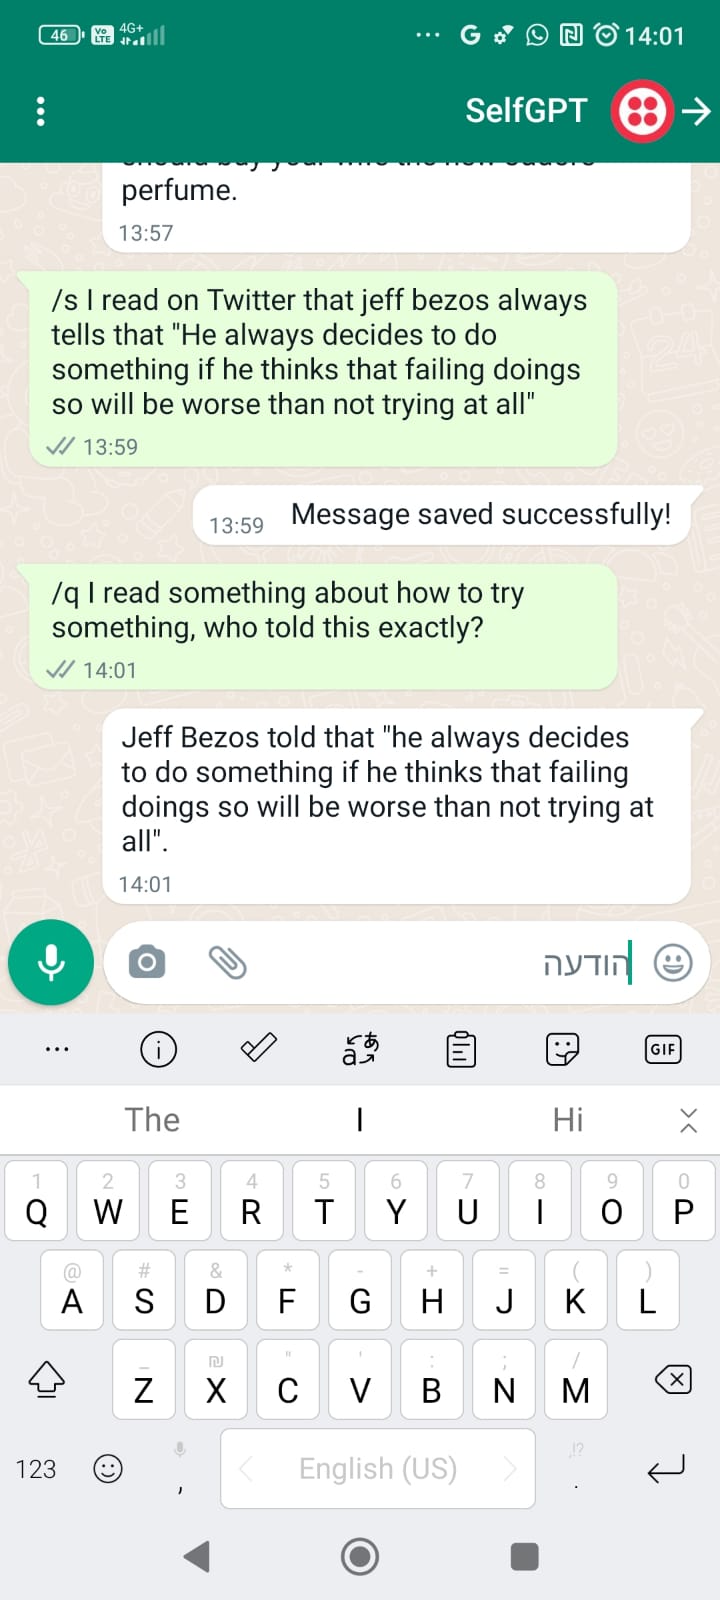 46 Vo LTE 4G+ ... G 14:01
SelfGPT
perfume.
13:57
/s I read on Twitter that jeff bezos always
tells that "He always decides to do
something if he thinks that failing doings
so will be worse than not trying at all"
13:59
Message saved successfully!
13:59
/q I read something about how to try
something, who told this exactly?
14:01
Jeff Bezos told that "he always decides
to do something if he thinks that failing
doings so will be worse than not trying at
all".
14:01
הודעה
... i GIF
The I Hi
1 2 3 4 5 6 7 8 9 0
Q W E R T Y U I O P
@ # & * - + = ( )
A S D F G H J K L
_ ₪ " ' : ; /
Z X C V B N M
123 , English (US) ,!? .